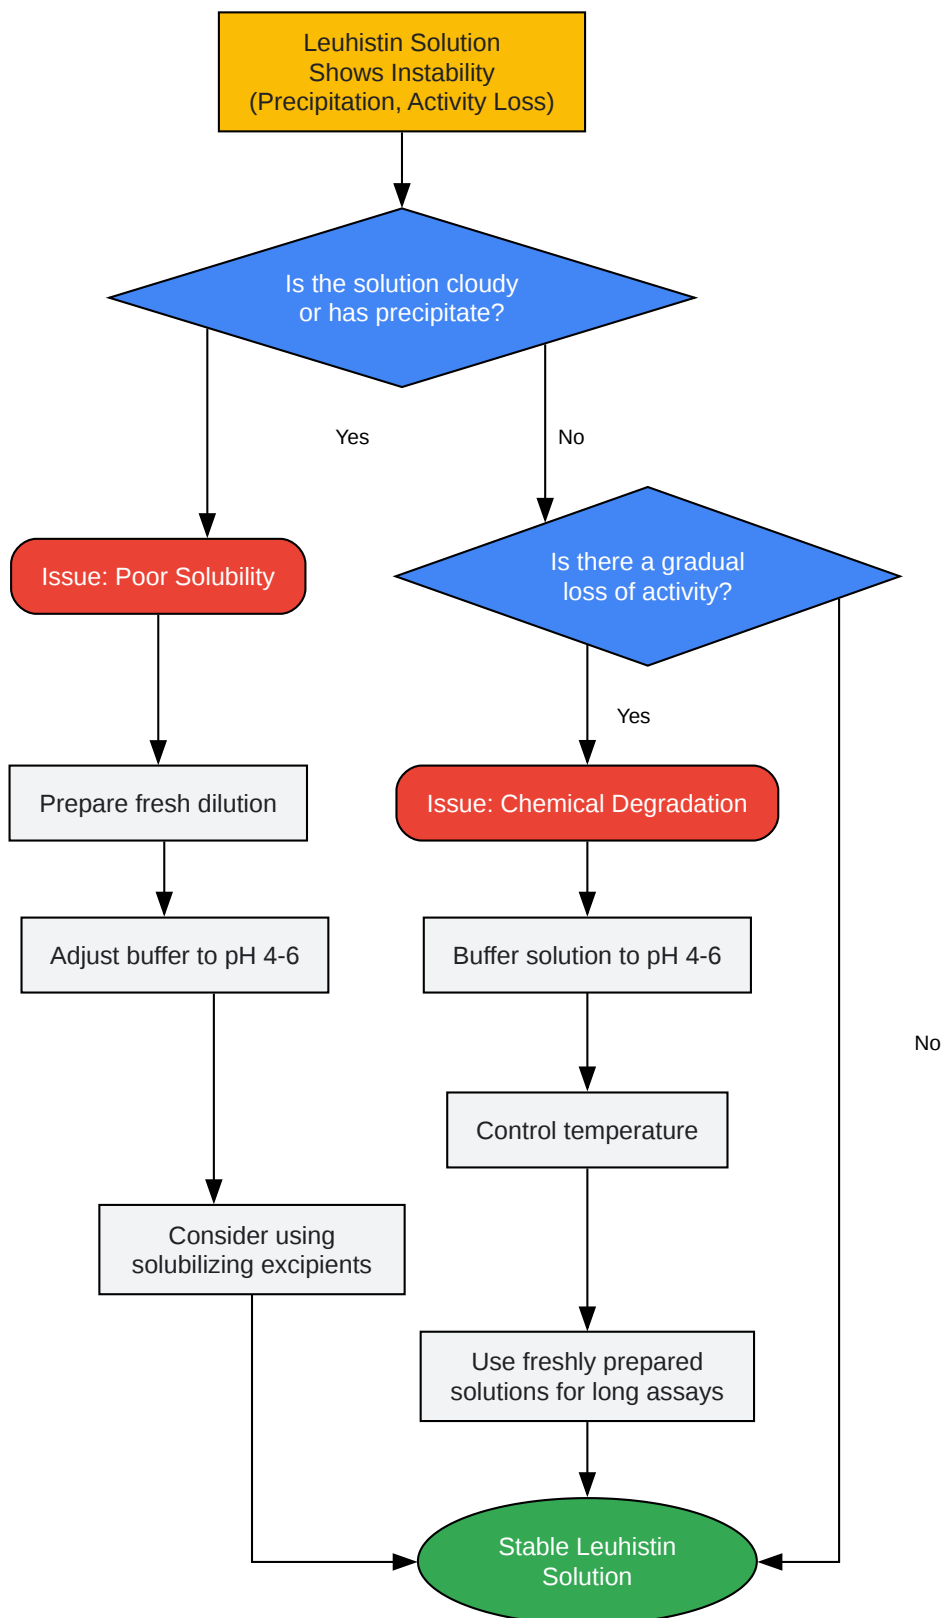 Leuhistin Solution
Shows Instability
(Precipitation, Activity Loss)
Is the solution cloudy
or has precipitate?
Yes
No
Issue: Poor Solubility
Is there a gradual
loss of activity?
Yes
Prepare fresh dilution
Issue: Chemical Degradation
Adjust buffer to pH 4-6
Buffer solution to pH 4-6
No
Control temperature
Consider using
solubilizing excipients
Use freshly prepared
solutions for long assays
Stable Leuhistin
Solution